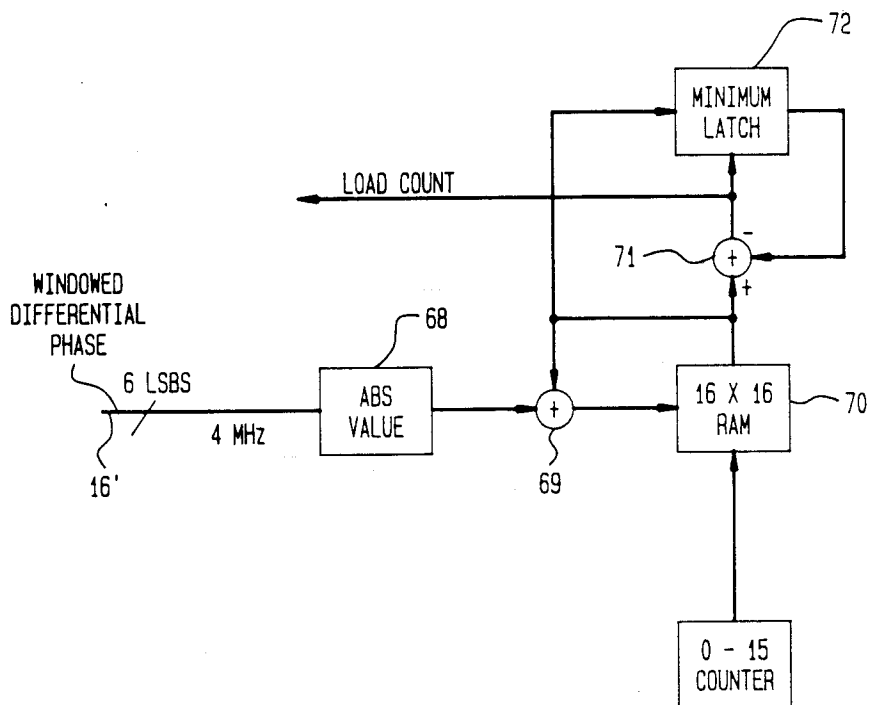 72
MINIMUM
LATCH
LOAD COUNT
-
71
+
+
WINDOWED
DIFFERENTIAL
PHASE
68
6 LSBS
ABS
VALUE
+
16 X 16
RAM
70
4 MHz
16'
69
0 - 15
COUNTER